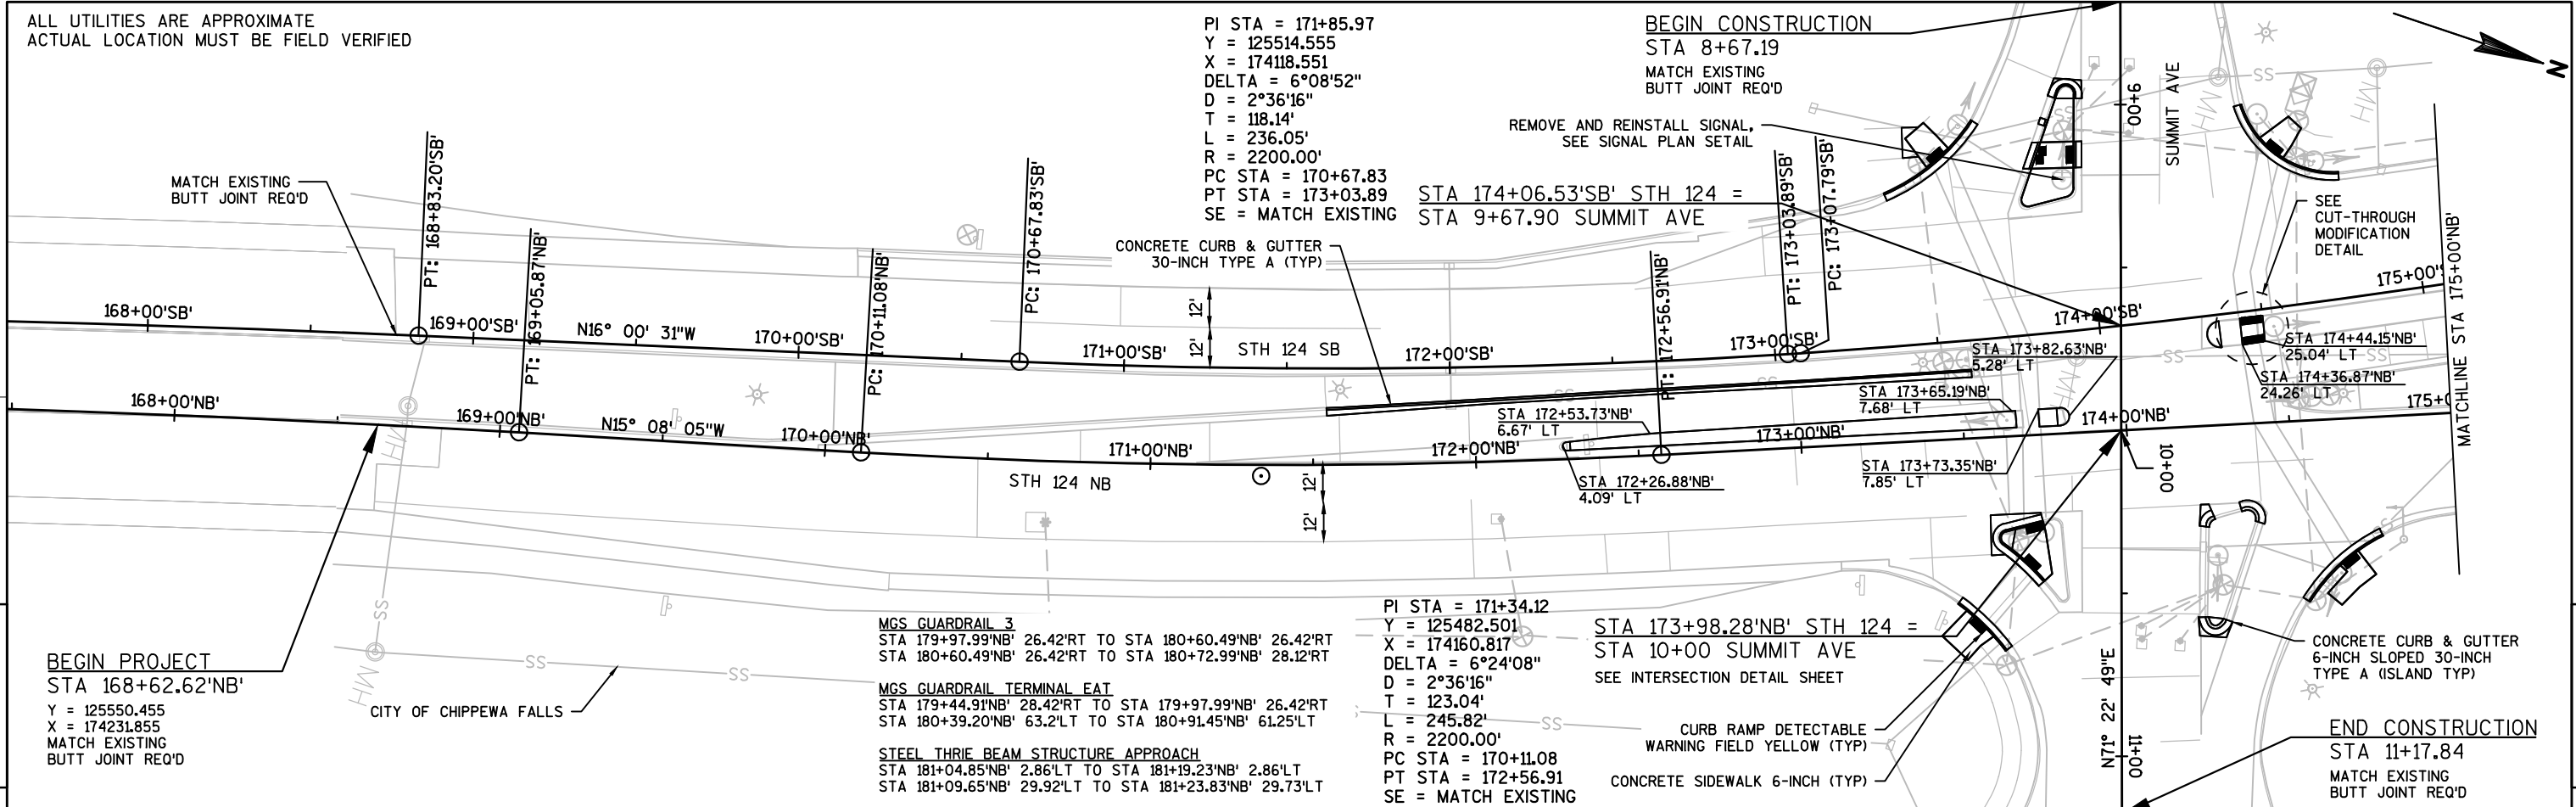 ALL UTILITIES ARE APPROXIMATE
ACTUAL LOCATION MUST BE FIELD VERIFIED
PI STA = 171+85.97
Y = 125514.555
X = 174118.551
DELTA = 6°08'52"
D = 2°36'16"
T = 118.14'
L = 236.05'
R = 2200.00'
PC STA = 170+67.83
PT STA = 173+03.89
SE = MATCH EXISTING
BEGIN CONSTRUCTION
STA 8+67.19
MATCH EXISTING
BUTT JOINT REQ'D
REMOVE AND REINSTALL SIGNAL,
SEE SIGNAL PLAN SETAIL
STA 174+06.53'SB' STH 124 =
STA 9+67.90 SUMMIT AVE
N
9+00
SUMMIT AVE
SS
MH
MH
SEE
CUT-THROUGH
MODIFICATION
DETAIL
MATCHLINE STA 175+00'NB'
MATCH EXISTING
BUTT JOINT REQ'D
PT: 168+83.20'SB'
PT: 169+05.87'NB'
PC: 170+11.08'NB'
PC: 170+67.83'SB'
CONCRETE CURB & GUTTER
30-INCH TYPE A (TYP)
PT: 172+56.91'NB'
PT: 173+03.89'SB'
PC: 173+07.79'SB'
168+00'SB'
169+00'SB'
N16° 00' 31"W
170+00'SB'
171+00'SB'
12'
12'
STH 124 SB
172+00'SB'
173+00'SB'
174+00'SB'
175+00'S
STA 173+82.63'NB'
5.28' LT
STA 174+44.15'NB'
25.04' LT
STA 174+36.87'NB'
24.26' LT
STA 173+65.19'NB'
7.68' LT
STA 172+53.73'NB'
6.67' LT
SS
SS
SS
SS
168+00'NB'
169+00'NB'
N15° 08' 05"W
170+00'NB'
171+00'NB'
172+00'NB'
173+00'NB'
174+00'NB'
175+0
STH 124 NB
12'
12'
STA 172+26.88'NB'
4.09' LT
STA 173+73.35'NB'
7.85' LT
10+00
MH
MH
SS
MH
SS
SS
BEGIN PROJECT
STA 168+62.62'NB'
Y = 125550.455
X = 174231.855
MATCH EXISTING
BUTT JOINT REQ'D
CITY OF CHIPPEWA FALLS
MGS GUARDRAIL 3
STA 179+97.99'NB' 26.42'RT TO STA 180+60.49'NB' 26.42'RT
STA 180+60.49'NB' 26.42'RT TO STA 180+72.99'NB' 28.12'RT
MGS GUARDRAIL TERMINAL EAT
STA 179+44.91'NB' 28.42'RT TO STA 179+97.99'NB' 26.42'RT
STA 180+39.20'NB' 63.2'LT TO STA 180+91.45'NB' 61.25'LT
STEEL THRIE BEAM STRUCTURE APPROACH
STA 181+04.85'NB' 2.86'LT TO STA 181+19.23'NB' 2.86'LT
STA 181+09.65'NB' 29.92'LT TO STA 181+23.83'NB' 29.73'LT
PI STA = 171+34.12
Y = 125482.501
X = 174160.817
DELTA = 6°24'08"
D = 2°36'16"
T = 123.04'
L = 245.82'
R = 2200.00'
PC STA = 170+11.08
PT STA = 172+56.91
SE = MATCH EXISTING
SS
STA 173+98.28'NB' STH 124 =
STA 10+00 SUMMIT AVE
SEE INTERSECTION DETAIL SHEET
CURB RAMP DETECTABLE
WARNING FIELD YELLOW (TYP)
CONCRETE SIDEWALK 6-INCH (TYP)
N71° 22' 49"E
11+00
CONCRETE CURB & GUTTER
6-INCH SLOPED 30-INCH
TYPE A (ISLAND TYP)
END CONSTRUCTION
STA 11+17.84
MATCH EXISTING
BUTT JOINT REQ'D